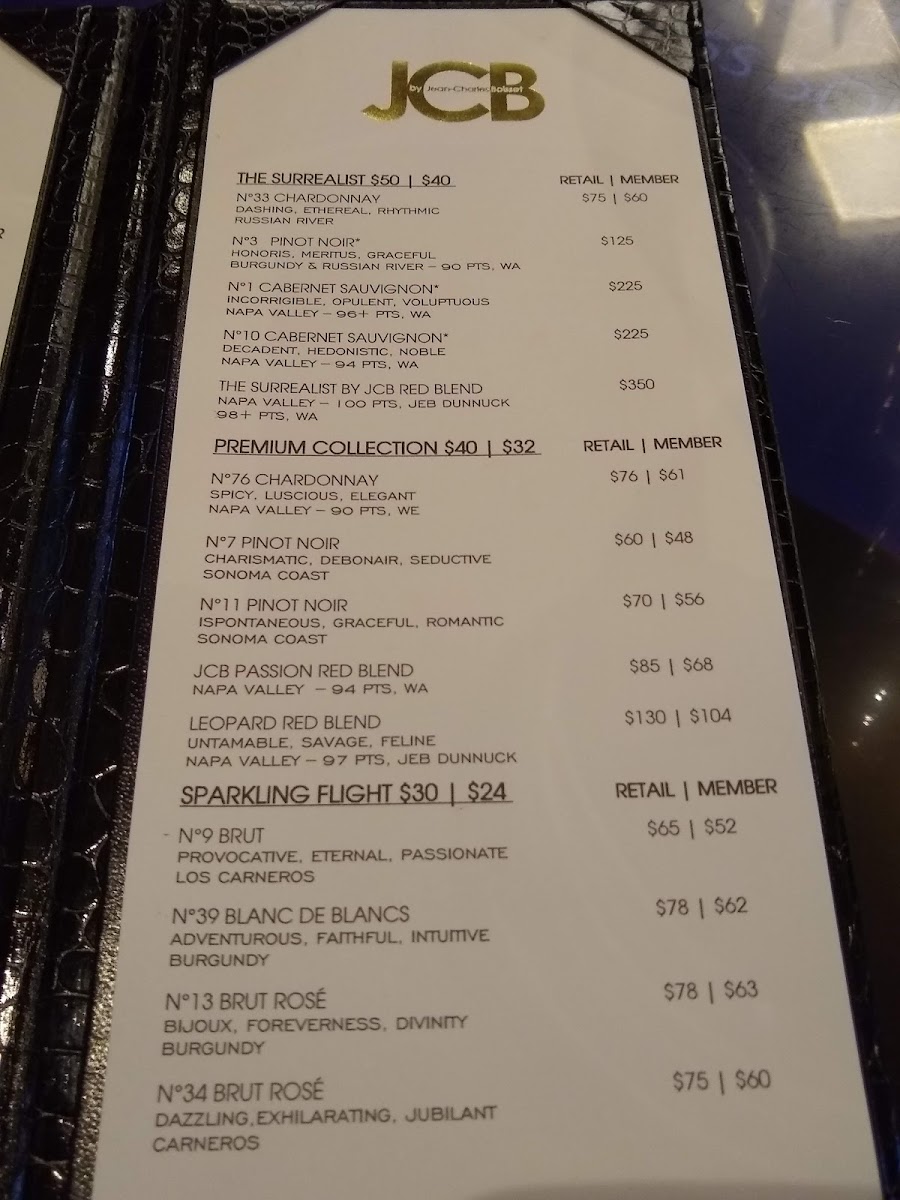 JCB
by Jean-Charles Boisset
THE SURREALIST $50 | $40 RETAIL | MEMBER
N°33 CHARDONNAY $75 | $60
DASHING, ETHEREAL, RHYTHMIC
RUSSIAN RIVER
N°3 PINOT NOIR* $125
HONORIS, MERITUS, GRACEFUL
BURGUNDY & RUSSIAN RIVER – 90 PTS, WA
N°1 CABERNET SAUVIGNON* $225
INCORRIGIBLE, OPULENT, VOLUPTUOUS
NAPA VALLEY – 96+ PTS, WA
N°10 CABERNET SAUVIGNON* $225
DECADENT, HEDONISTIC, NOBLE
NAPA VALLEY – 94 PTS, WA
THE SURREALIST BY JCB RED BLEND $350
NAPA VALLEY – 100 PTS, JEB DUNNUCK
98+ PTS, WA
PREMIUM COLLECTION $40 | $32 RETAIL | MEMBER
N°76 CHARDONNAY $76 | $61
SPICY, LUSCIOUS, ELEGANT
NAPA VALLEY – 90 PTS, WE
N°7 PINOT NOIR $60 | $48
CHARISMATIC, DEBONAIR, SEDUCTIVE
SONOMA COAST
N°11 PINOT NOIR $70 | $56
ISPONTANEOUS, GRACEFUL, ROMANTIC
SONOMA COAST
JCB PASSION RED BLEND $85 | $68
NAPA VALLEY – 94 PTS, WA
LEOPARD RED BLEND $130 | $104
UNTAMABLE, SAVAGE, FELINE
NAPA VALLEY – 97 PTS, JEB DUNNUCK
SPARKLING FLIGHT $30 | $24 RETAIL | MEMBER
- N°9 BRUT $65 | $52
PROVOCATIVE, ETERNAL, PASSIONATE
LOS CARNEROS
N°39 BLANC DE BLANCS $78 | $62
ADVENTUROUS, FAITHFUL, INTUITIVE
BURGUNDY
N°13 BRUT ROSÉ $78 | $63
BIJOUX, FOREVERNESS, DIVINITY
BURGUNDY
N°34 BRUT ROSÉ $75 | $60
DAZZLING,EXHILARATING, JUBILANT
CARNEROS